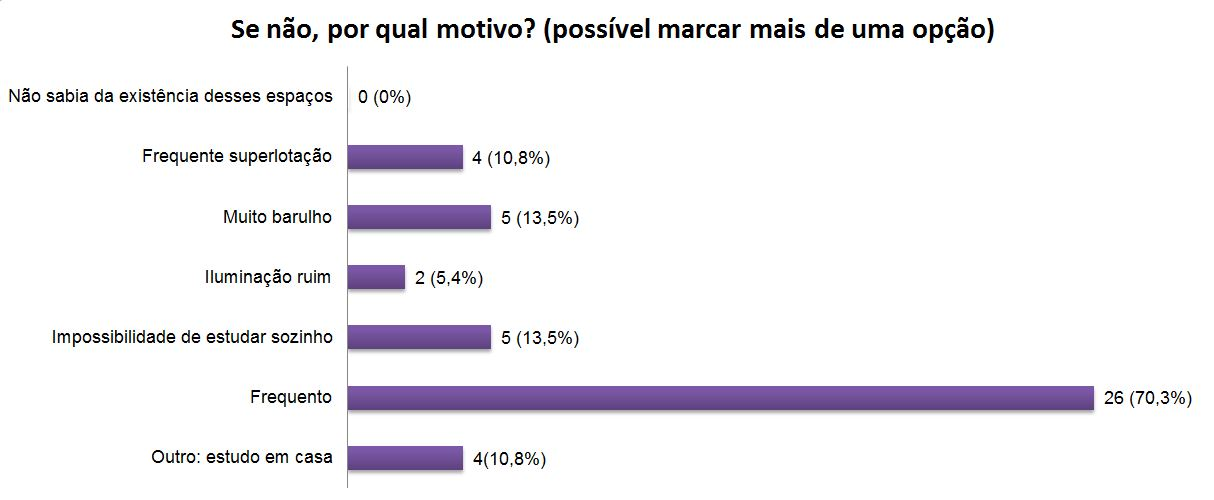 Se não, por qual motivo? (possível marcar mais de uma opção)
Não sabia da existência desses espaços 0 (0%)
Frequente superlotação 4 (10,8%)
Muito barulho 5 (13,5%)
Iluminação ruim 2 (5,4%)
Impossibilidade de estudar sozinho 5 (13,5%)
Frequento 26 (70,3%)
Outro: estudo em casa 4(10,8%)